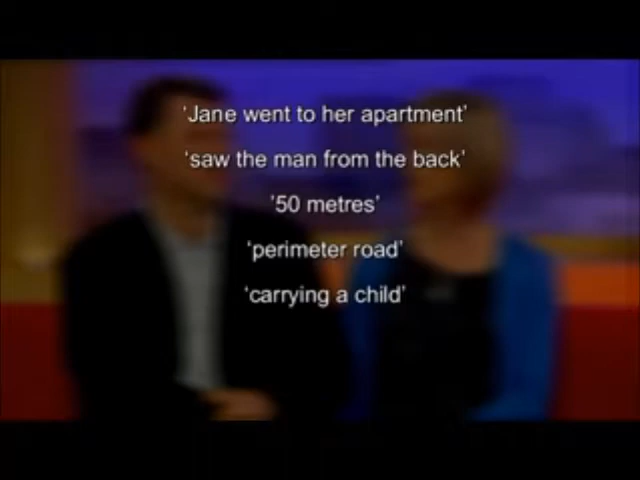 ‘Jane went to her apartment’
‘saw the man from the back’
’50 metres’
‘perimeter road’
‘carrying a child’